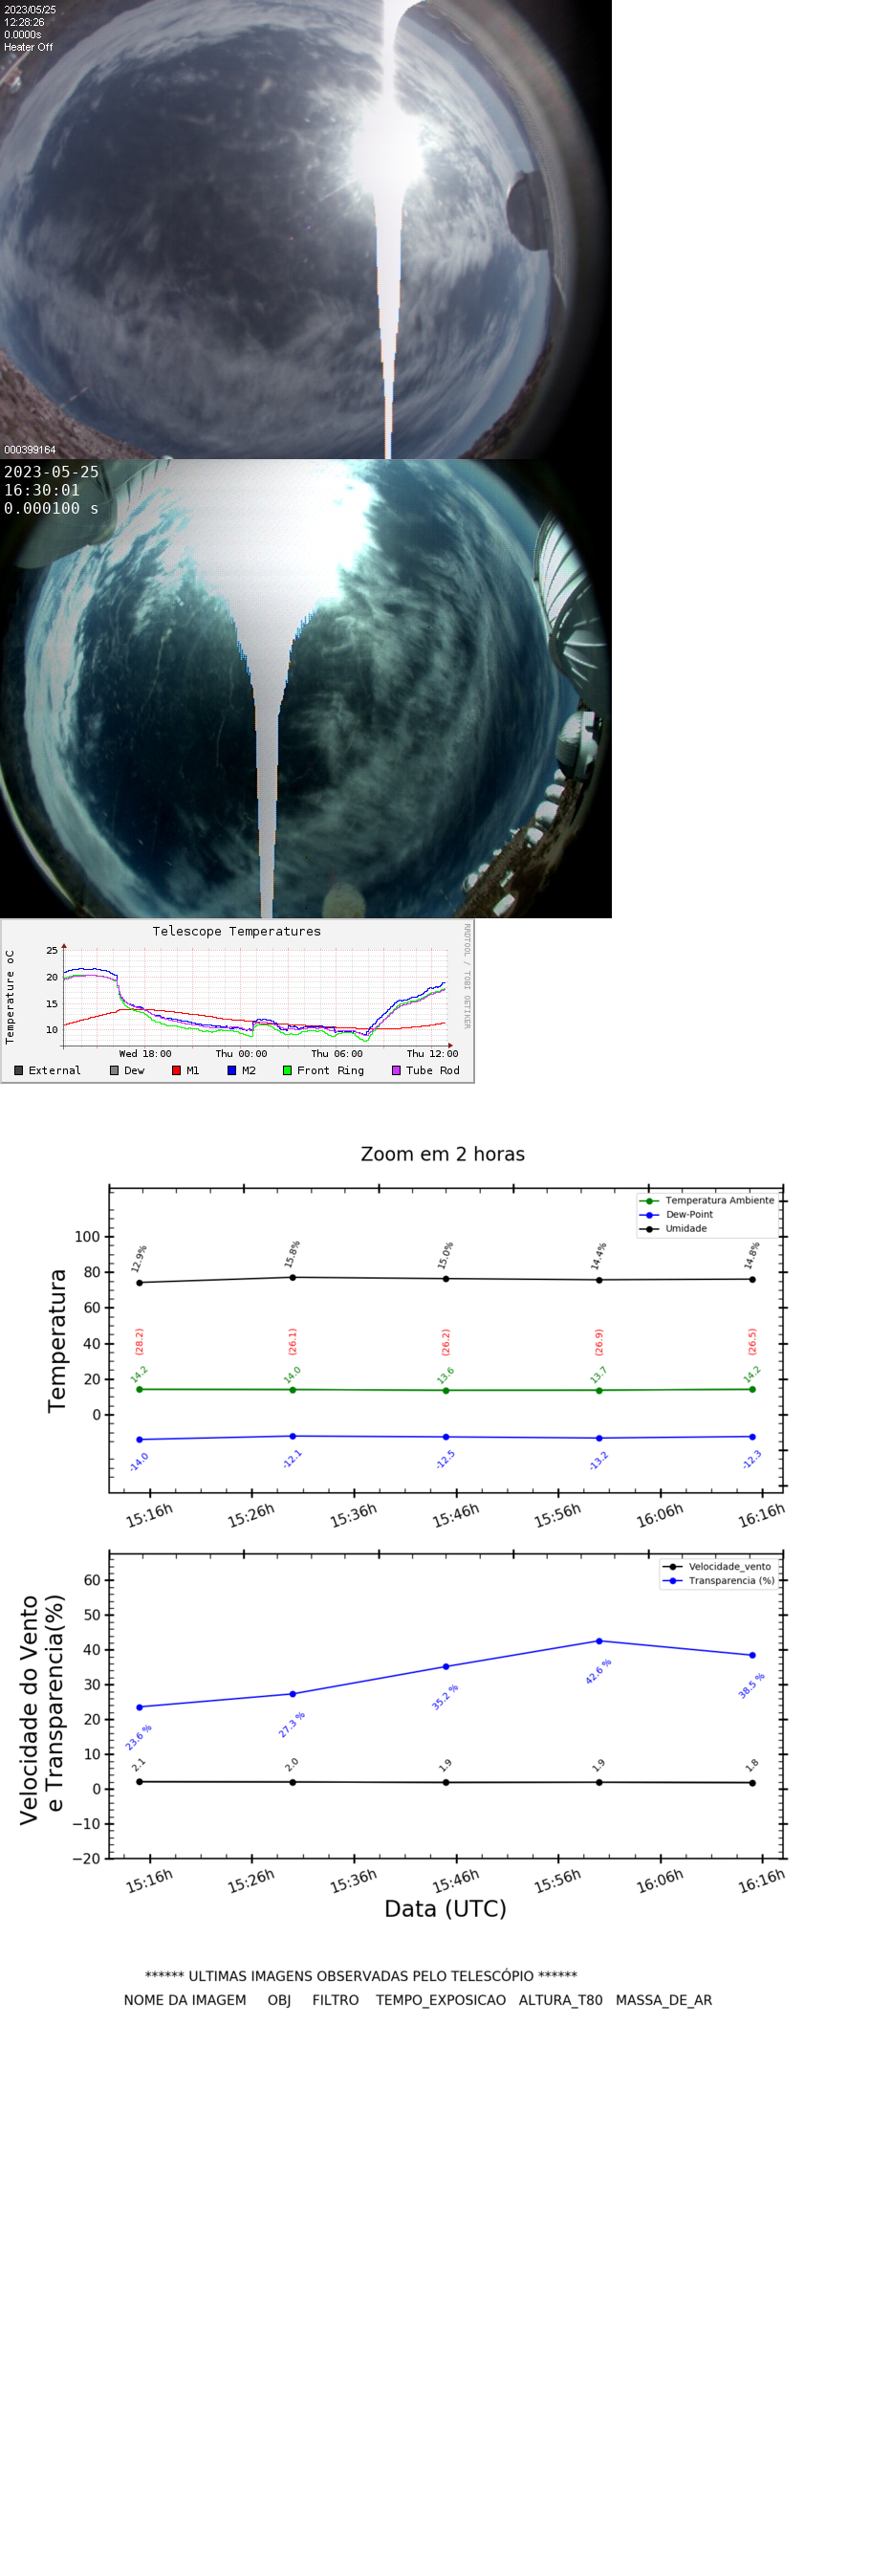 2023/05/25
12:28:26
0.0000s
Heater Off
000399164
2023-05-25
16:30:01
0.000100 s
Telescope Temperatures
RRDTOOL / TOBI OETIKER
Temperature oC
25
20
15
10
Wed 18:00 Thu 00:00 Thu 06:00 Thu 12:00
External Dew M1 M2 Front Ring Tube Rod
Zoom em 2 horas
Temperatura Ambiente
Dew-Point
Umidade
Temperatura
100
80
60
40
20
0
12.9% 15.8% 15.0% 14.4% 14.8%
(28.2) (26.1) (26.2) (26.9) (26.5)
14.2 14.0 13.6 13.7 14.2
-14.0 -12.1 -12.5 -13.2 -12.3
15:16h 15:26h 15:36h 15:46h 15:56h 16:06h 16:16h
Velocidade_vento
Transparencia (%)
Velocidade do Vento
e Transparencia(%)
60
50
40
30
20
10
0
−10
−20
23.6 % 27.3 % 35.2 % 42.6 % 38.5 %
2.1 2.0 1.9 1.9 1.8
15:16h 15:26h 15:36h 15:46h 15:56h 16:06h 16:16h
Data (UTC)
****** ULTIMAS IMAGENS OBSERVADAS PELO TELESCÓPIO ******
NOME DA IMAGEM OBJ FILTRO TEMPO_EXPOSICAO ALTURA_T80 MASSA_DE_AR